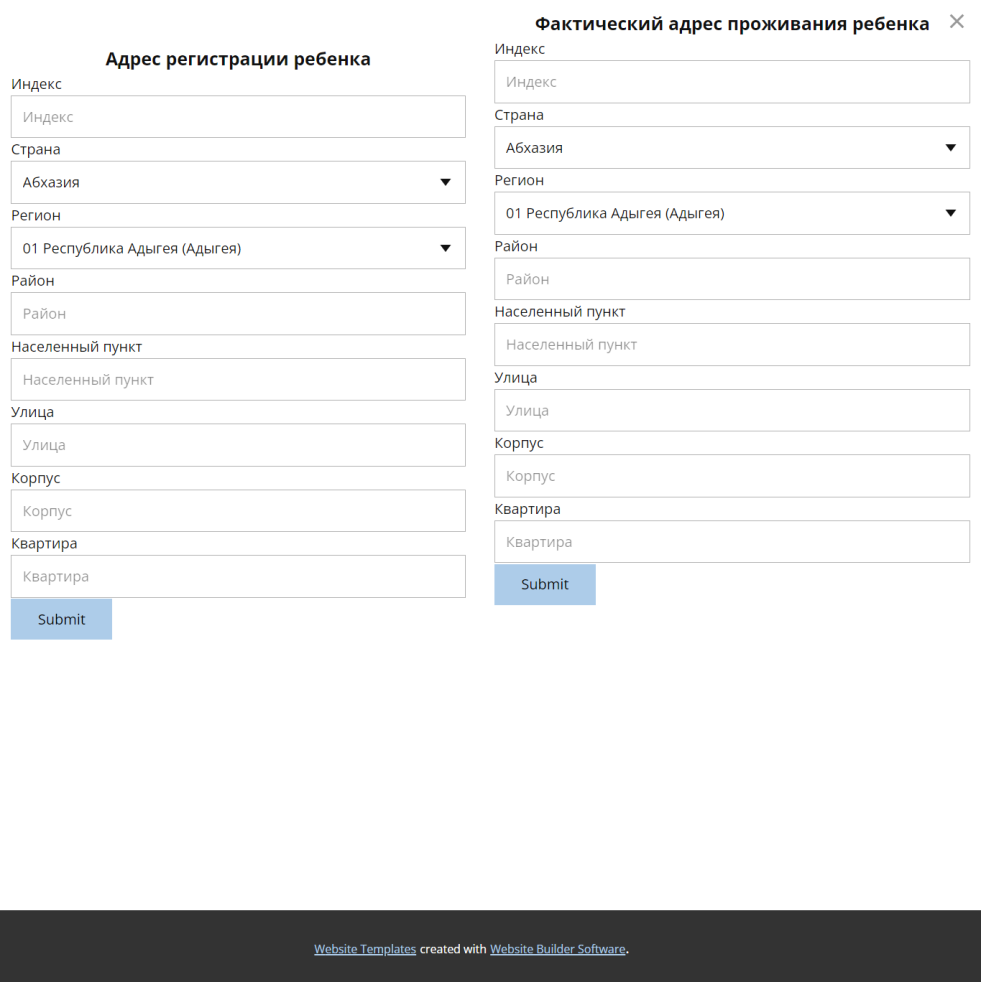 Адрес регистрации ребенка
Индекс
Индекс
Страна
Абхазия
Регион
01 Республика Адыгея (Адыгея)
Район
Район
Населенный пункт
Населенный пункт
Улица
Улица
Корпус
Корпус
Квартира
Квартира
Submit
Фактический адрес проживания ребенка
Индекс
Индекс
Страна
Абхазия
Регион
01 Республика Адыгея (Адыгея)
Район
Район
Населенный пункт
Населенный пункт
Улица
Улица
Корпус
Корпус
Квартира
Квартира
Submit
Website Templates created with Website Builder Software.